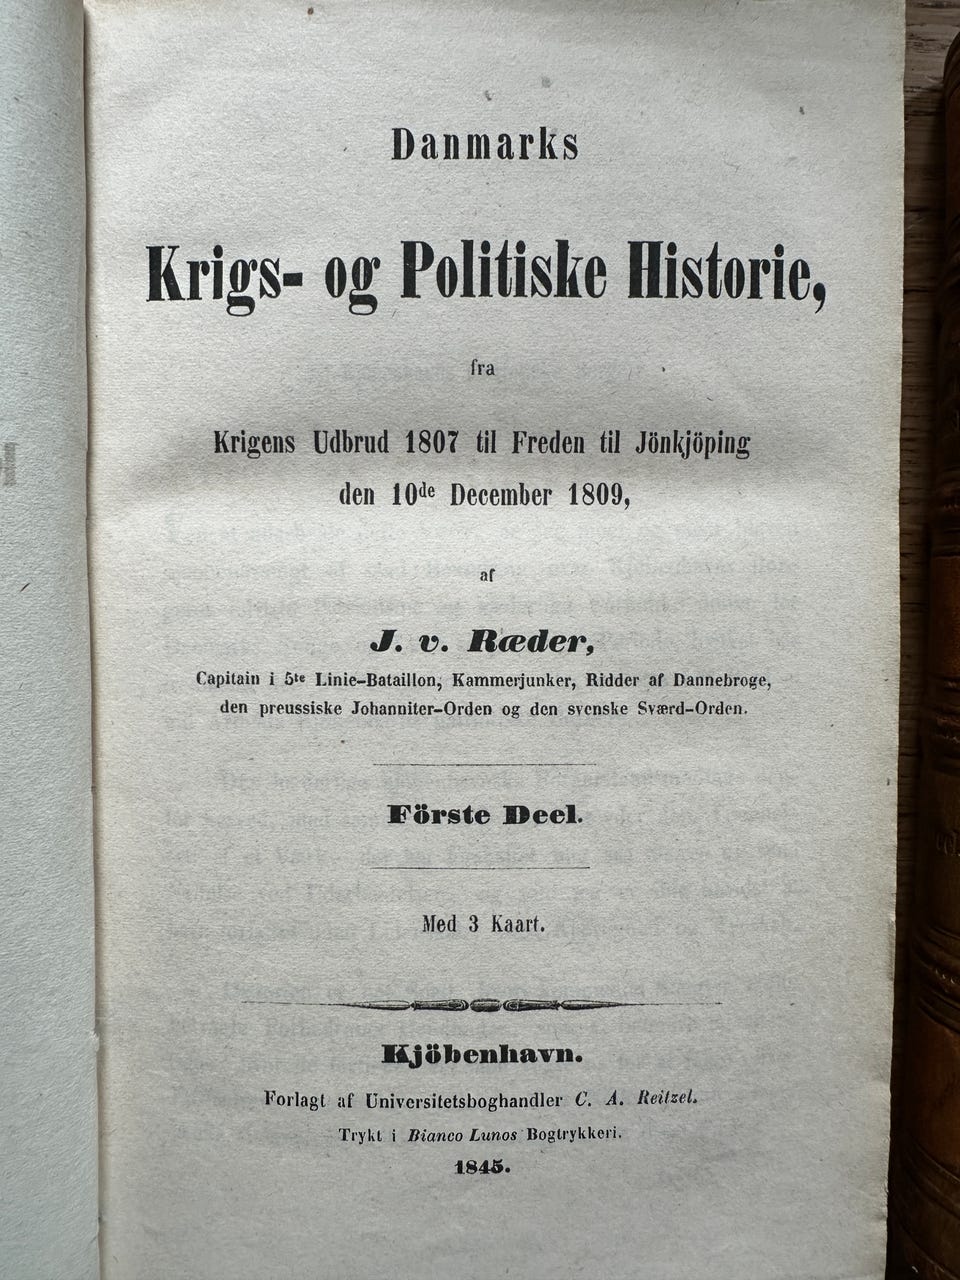 Danmarks
Krigs- og Politiske Historie,
fra
Krigens Udbrud 1807 til Freden til Jönkjöping
den 10de December 1809,
af
J. v. Ræder,
Capitain i 5te Linie-Bataillon, Kammerjunker, Ridder af Dannebroge,
den preussiske Johanniter-Orden og den svenske Sværd-Orden.
Förste Deel.
Med 3 Kaart.
Kjöbenhavn.
Forlagt af Universitetsboghandler C. A. Reitzel.
Trykt i Bianco Lunos Bogtrykkeri.
1845.